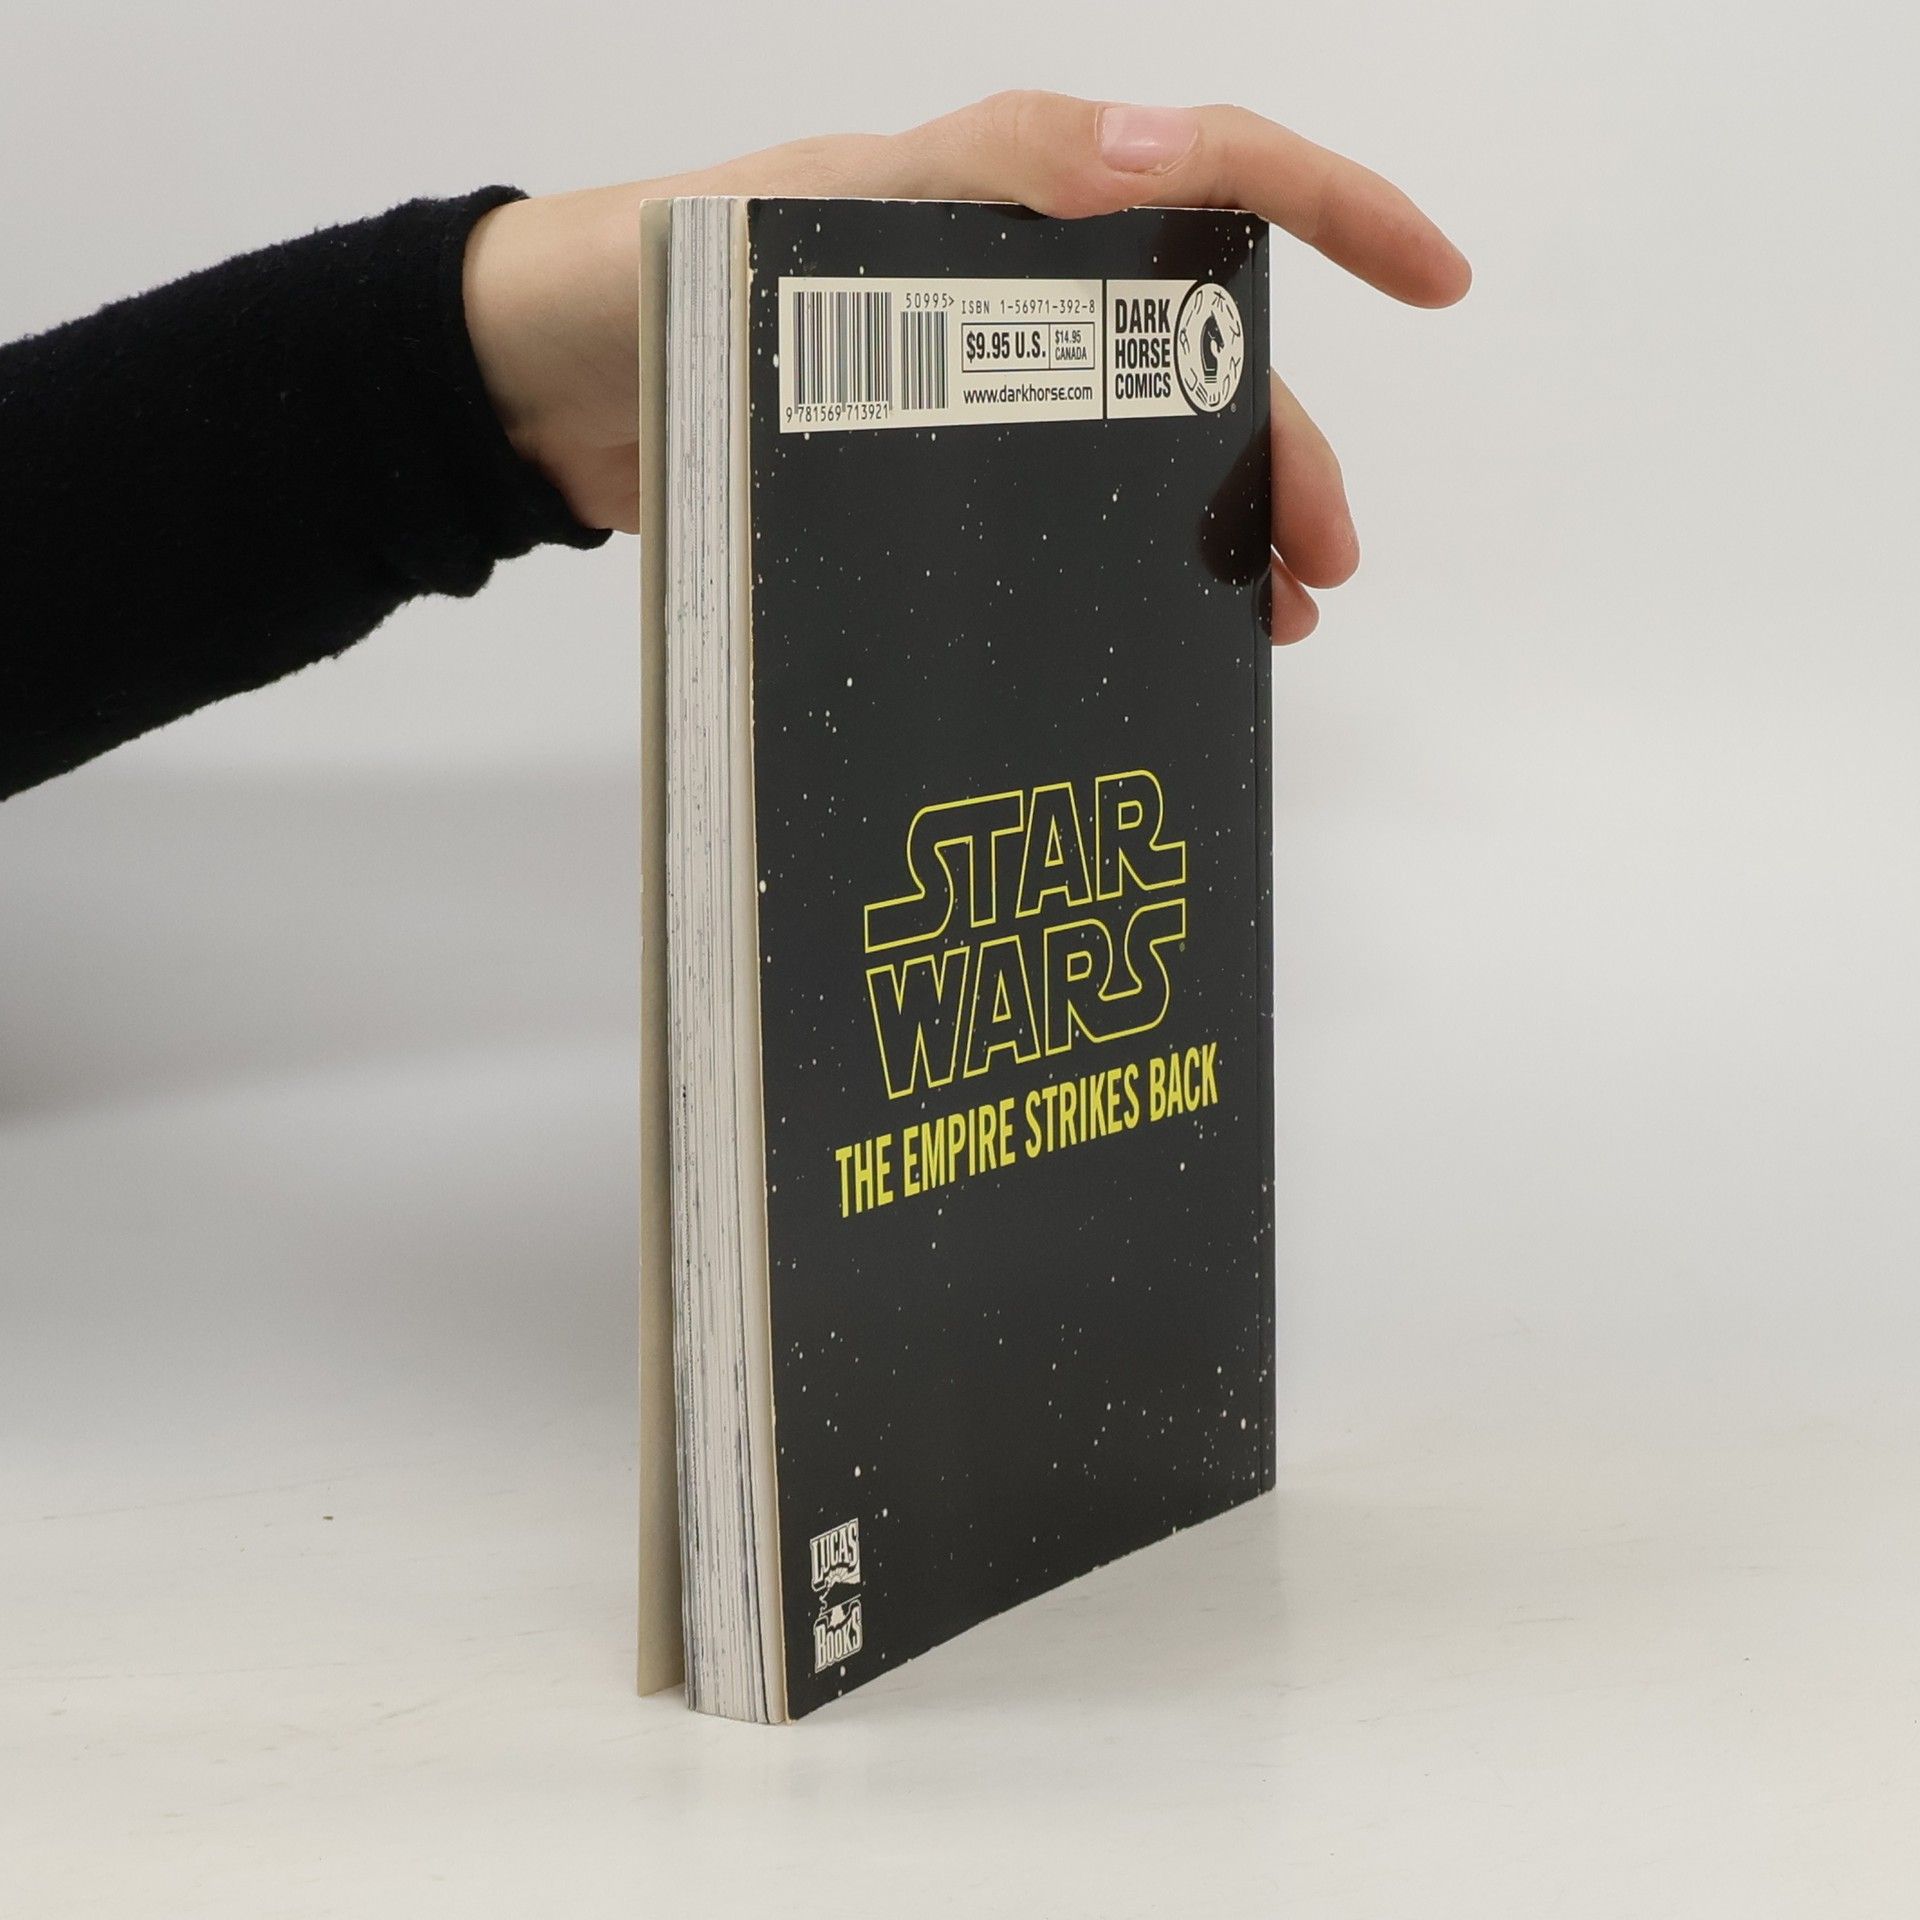 50995>
ISBN 1-56971-392-8
$9.95 U.S.
$14.95
CANADA
www.darkhorse.com
9 781569 713921
DARK
HORSE
COMICS
®
STAR
WARS
®
THE EMPIRE STRIKES BACK
LUCAS
BOOKS